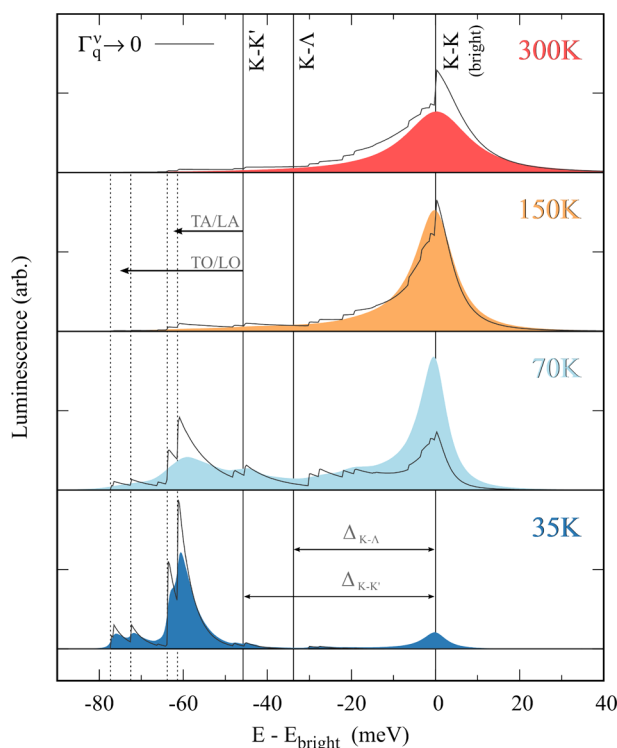 Γ_q^ν→0
K-K'
K-Λ
K-K
(bright)
300K
150K
TA/LA
TO/LO
70K
35K
Δ_K-Λ
Δ_K-K'
Luminescence (arb.)
-80 -60 -40 -20 0 20 40
E - E_bright (meV)